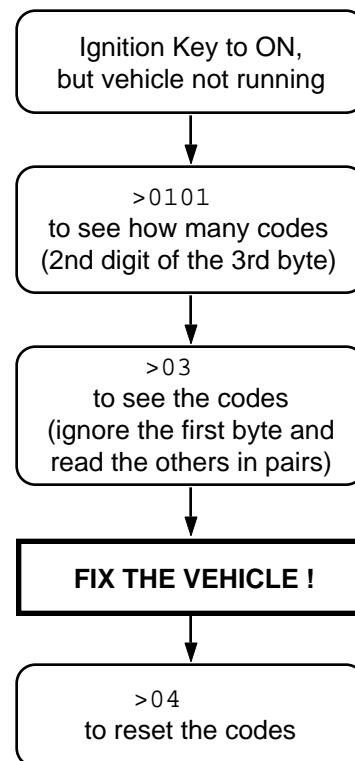 Ignition Key to ON,
but vehicle not running
>0101
to see how many codes
(2nd digit of the 3rd byte)
>03
to see the codes
(ignore the first byte and
read the others in pairs)
FIX THE VEHICLE !
>04
to reset the codes